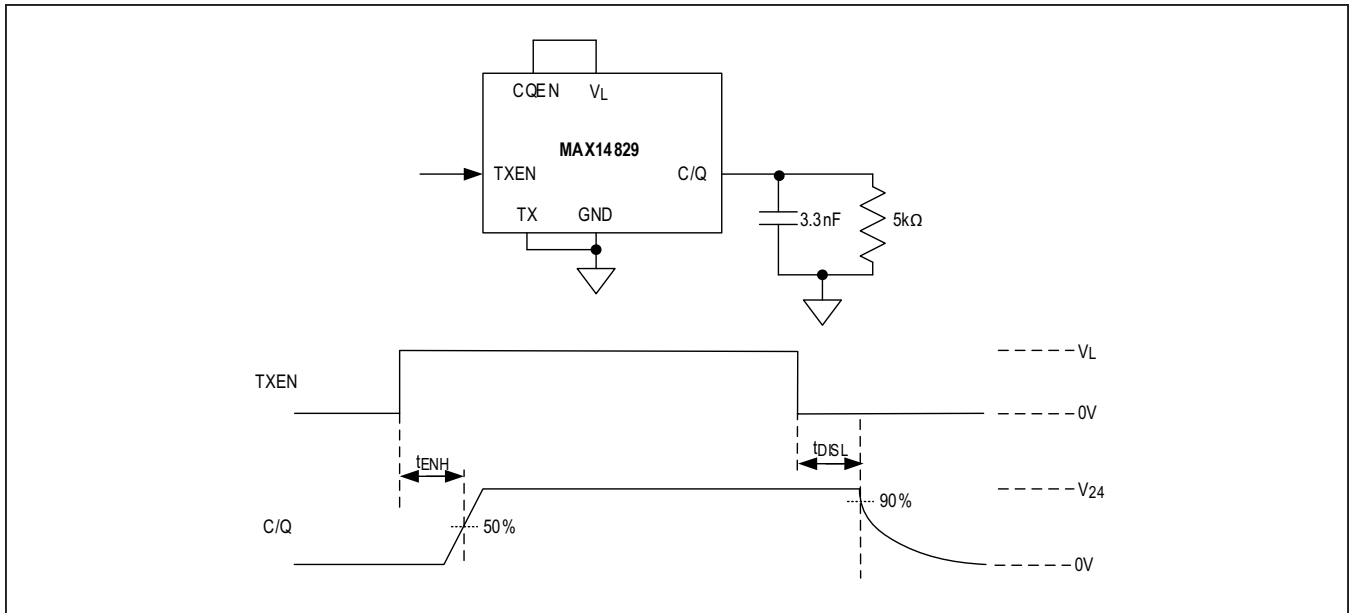 CQEN VL
MAX14829
TXEN C/Q
TX GND
3.3nF 5kΩ
VL
TXEN
0V
tENH tDISL
V24
90%
C/Q 50%
0V